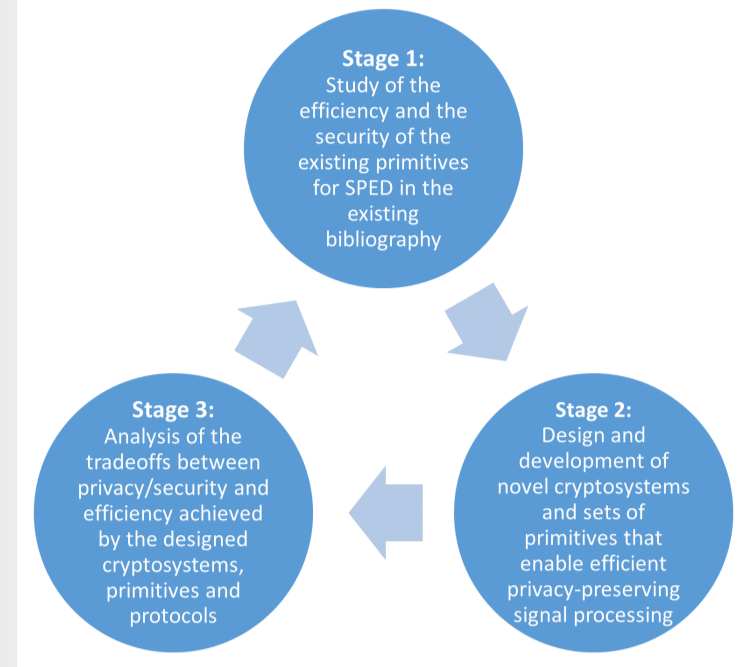 Stage 1:
Study of the
efficiency and the
security of the
existing primitives
for SPED in the
existing
bibliography
Stage 2:
Design and
development of
novel cryptosystems
and sets of
primitives that
enable efficient
privacy-preserving
signal processing
Stage 3:
Analysis of the
tradeoffs between
privacy/security and
efficiency achieved
by the designed
cryptosystems,
primitives and
protocols